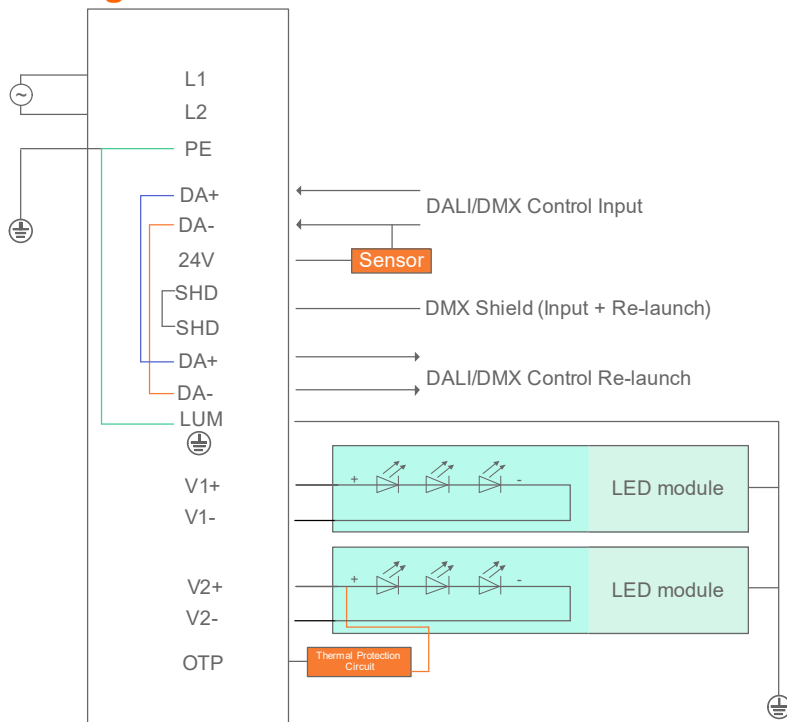 L1
~
L2
PE
DA+
DALI/DMX Control Input
DA-
24V
Sensor
SHD
DMX Shield (Input + Re-launch)
SHD
DA+
DALI/DMX Control Re-launch
DA-
LUM
V1+
+ -
LED module
V1-
V2+
+ -
LED module
V2-
OTP
Thermal Protection
Circuit